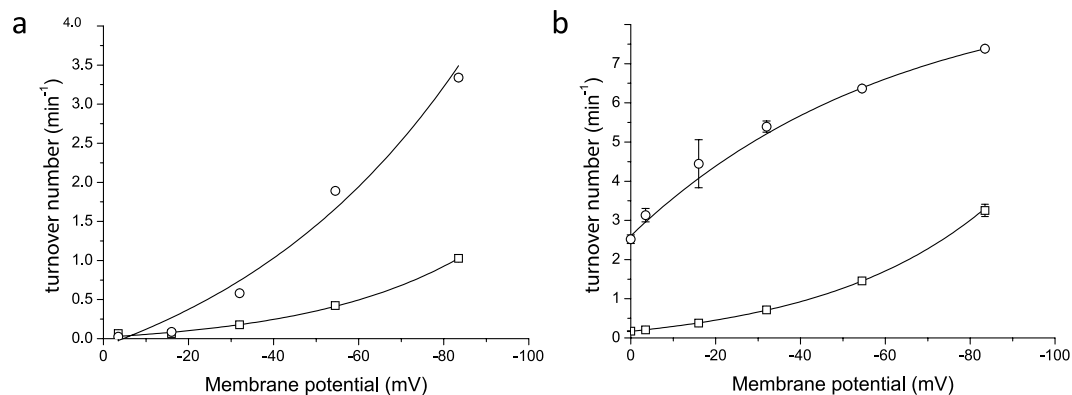 a
turnover number (min⁻¹)
4.0
3.5
3.0
2.5
2.0
1.5
1.0
0.5
0.0
0 -20 -40 -60 -80 -100
Membrane potential (mV)
b
turnover number (min⁻¹)
7
6
5
4
3
2
1
0
0 -20 -40 -60 -80 -100
Membrane potential (mV)